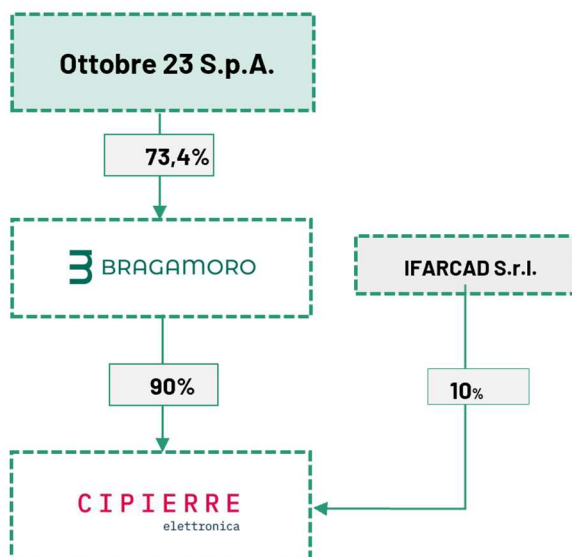 Ottobre 23 S.p.A.
73,4%
BRAGAMORO
IFARCAD S.r.l.
90%
10%
CIPIERRE
elettronica